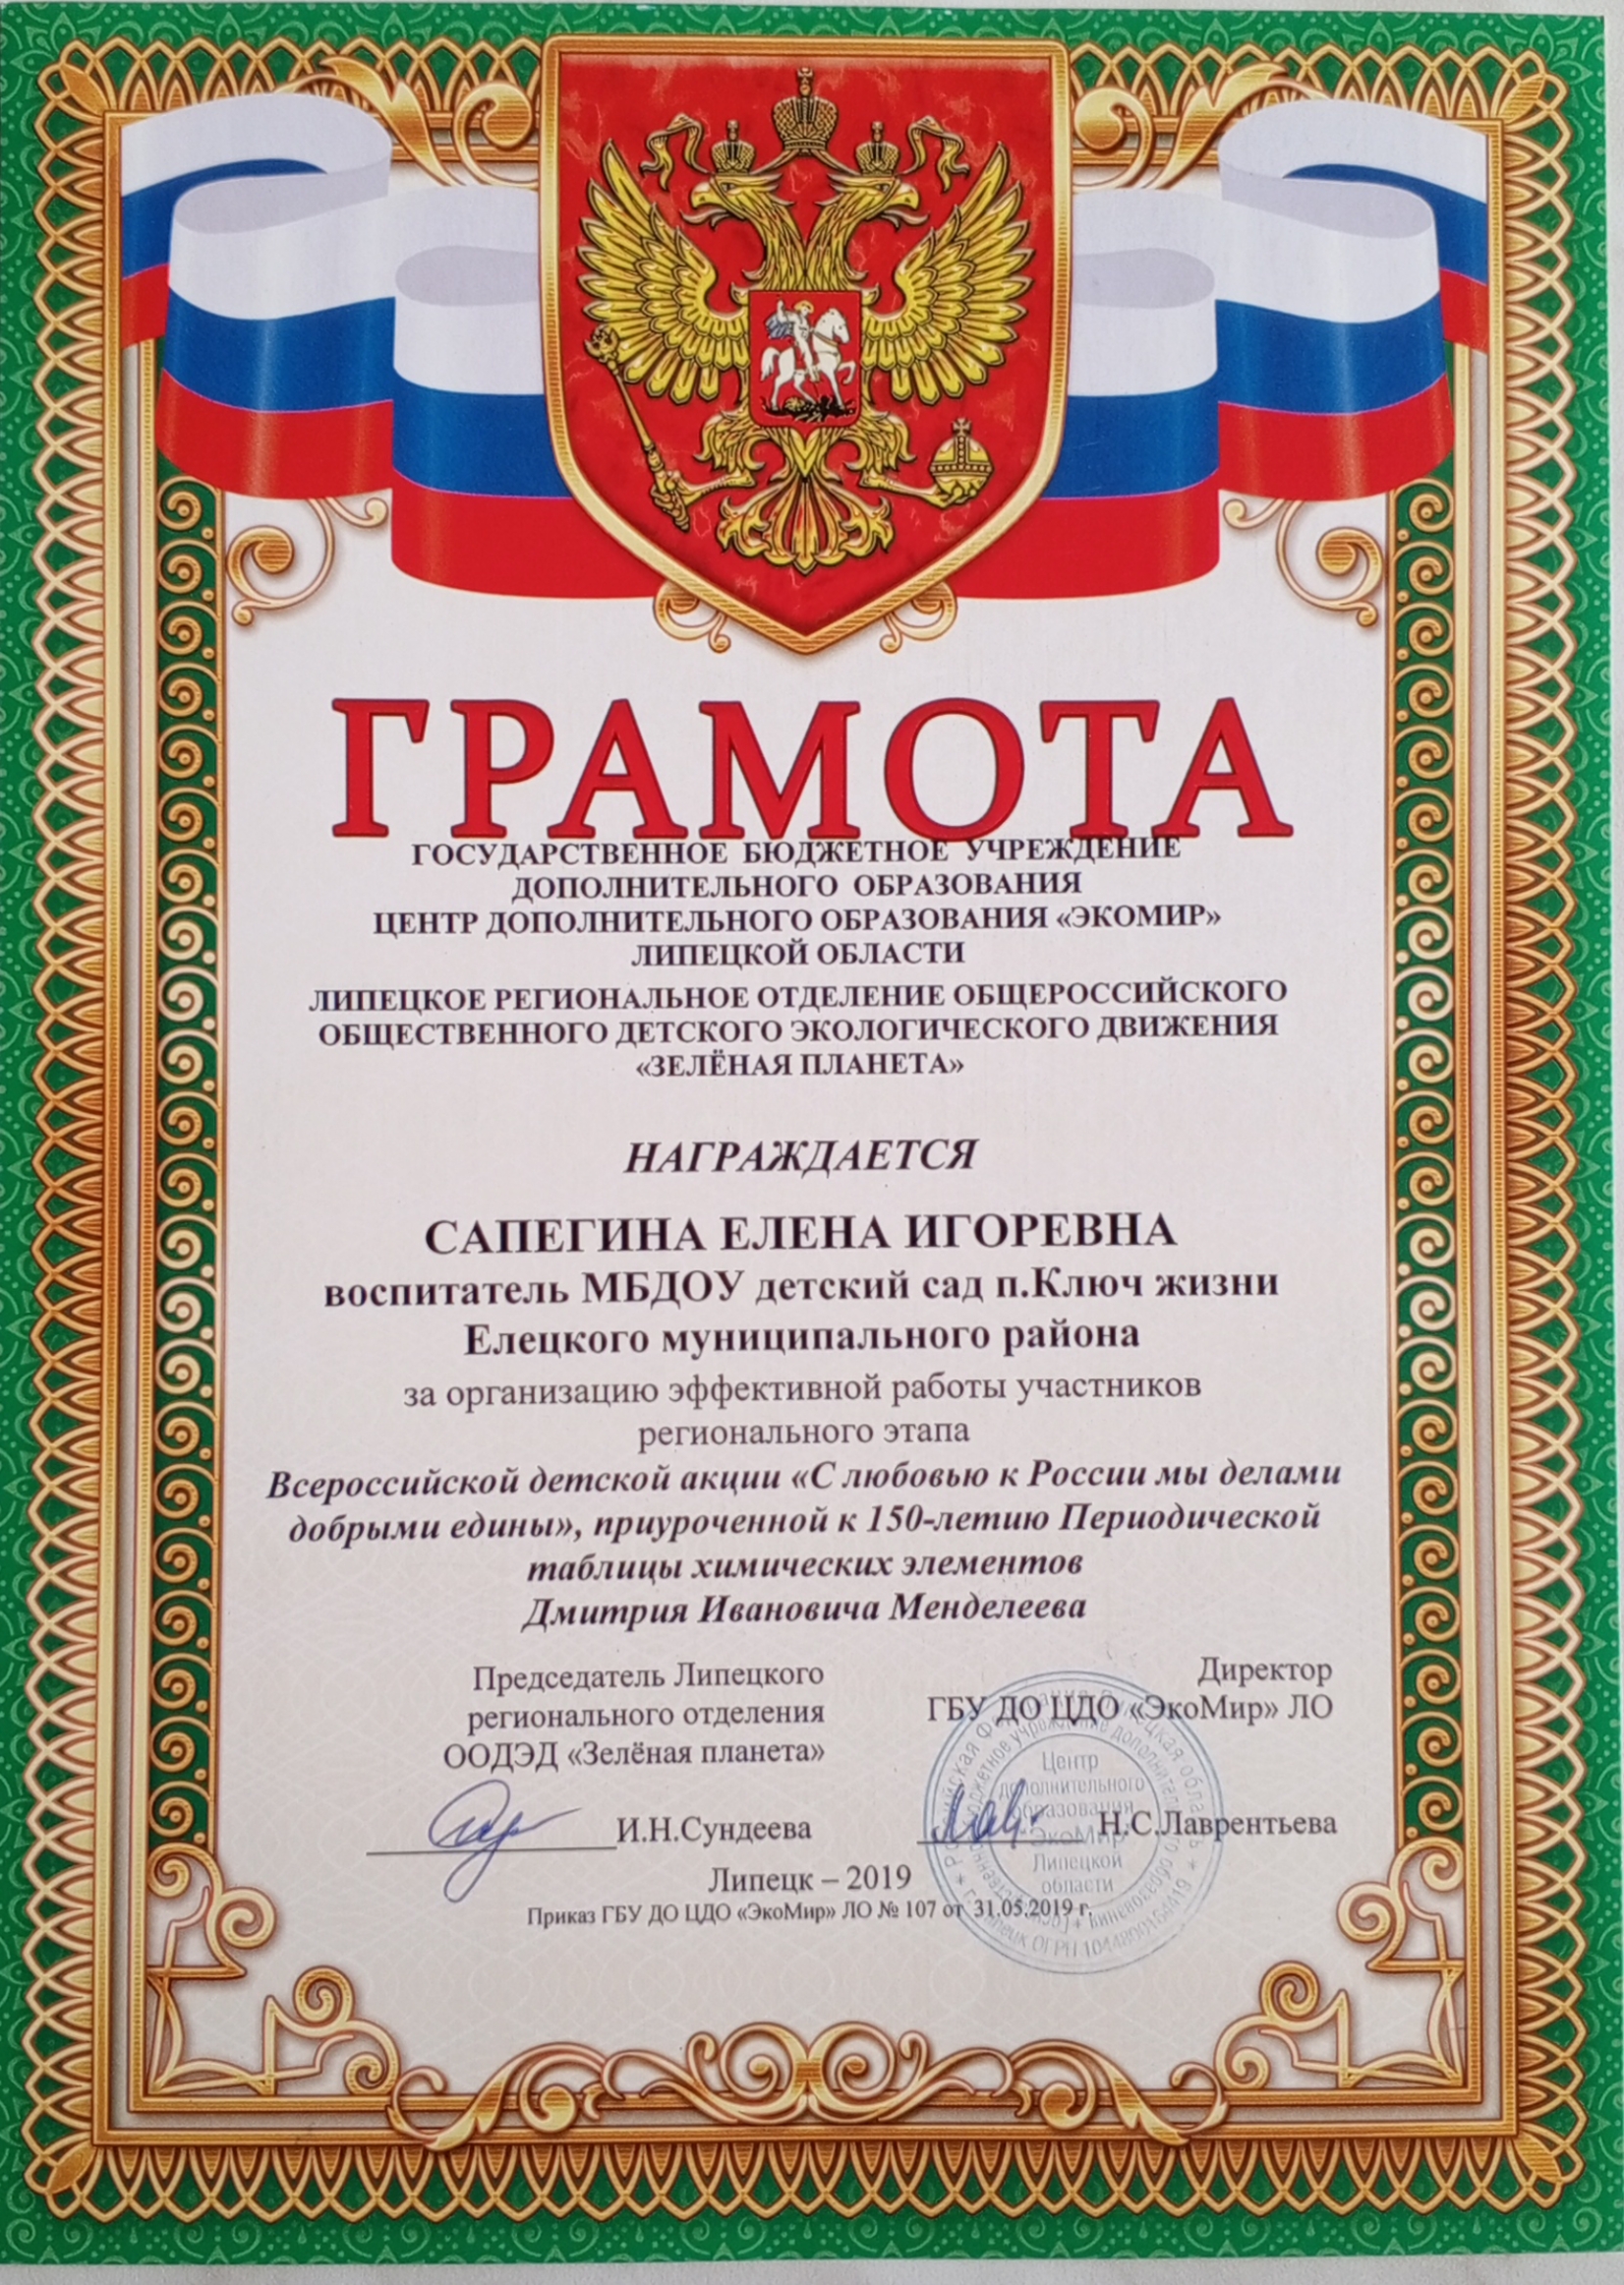 ГРАМОТА
ГОСУДАРСТВЕННОЕ БЮДЖЕТНОЕ УЧРЕЖДЕНИЕ
ДОПОЛНИТЕЛЬНОГО ОБРАЗОВАНИЯ
ЦЕНТР ДОПОЛНИТЕЛЬНОГО ОБРАЗОВАНИЯ «ЭКОМИР»
ЛИПЕЦКОЙ ОБЛАСТИ
ЛИПЕЦКОЕ РЕГИОНАЛЬНОЕ ОТДЕЛЕНИЕ ОБЩЕРОССИЙСКОГО
ОБЩЕСТВЕННОГО ДЕТСКОГО ЭКОЛОГИЧЕСКОГО ДВИЖЕНИЯ
«ЗЕЛЁНАЯ ПЛАНЕТА»
НАГРАЖДАЕТСЯ
САПЕГИНА ЕЛЕНА ИГОРЕВНА
воспитатель МБДОУ детский сад п.Ключ жизни
Елецкого муниципального района
за организацию эффективной работы участников
регионального этапа
Всероссийской детской акции «С любовью к России мы делами
добрыми едины», приуроченной к 150-летию Периодической
таблицы химических элементов
Дмитрия Ивановича Менделеева
Председатель Липецкого
регионального отделения
ООДЭД «Зелёная планета»
И.Н.Сундеева
Директор
ГБУ ДО ЦДО «ЭкоМир» ЛО
Н.С.Лаврентьева
Центр
дополнительного
образования
ЭкоМир
Липецкой
области
Липецк – 2019
Приказ ГБУ ДО ЦДО «ЭкоМир» ЛО № 107 от 31.05.2019 г.